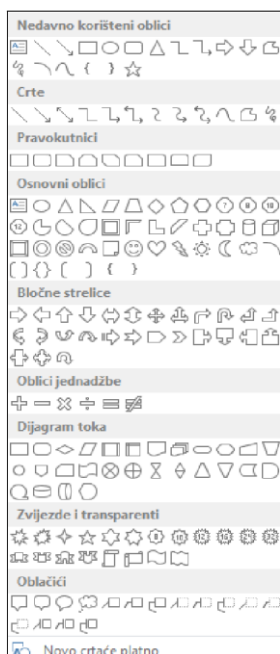 Nedavno korišteni oblici
Crte
Pravokutnici
Osnovni oblici
Bločne strelice
Oblici jednadžbe
Dijagram toka
Zvijezde i transparenti
Oblačići
Novo crtaće platno